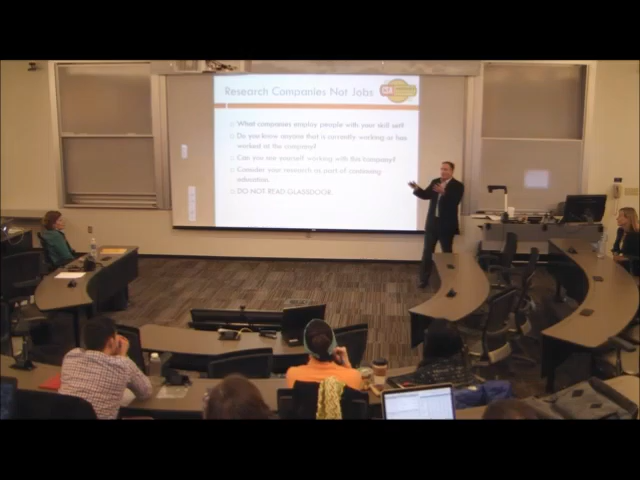 Research Companies Not Jobs
What companies employ people with your skill set?
Do you know anyone that is currently working or has
worked at the company?
Can you see yourself working with the company?
Consider your research as part of continuing
education.
DO NOT READ GLASSDOOR.